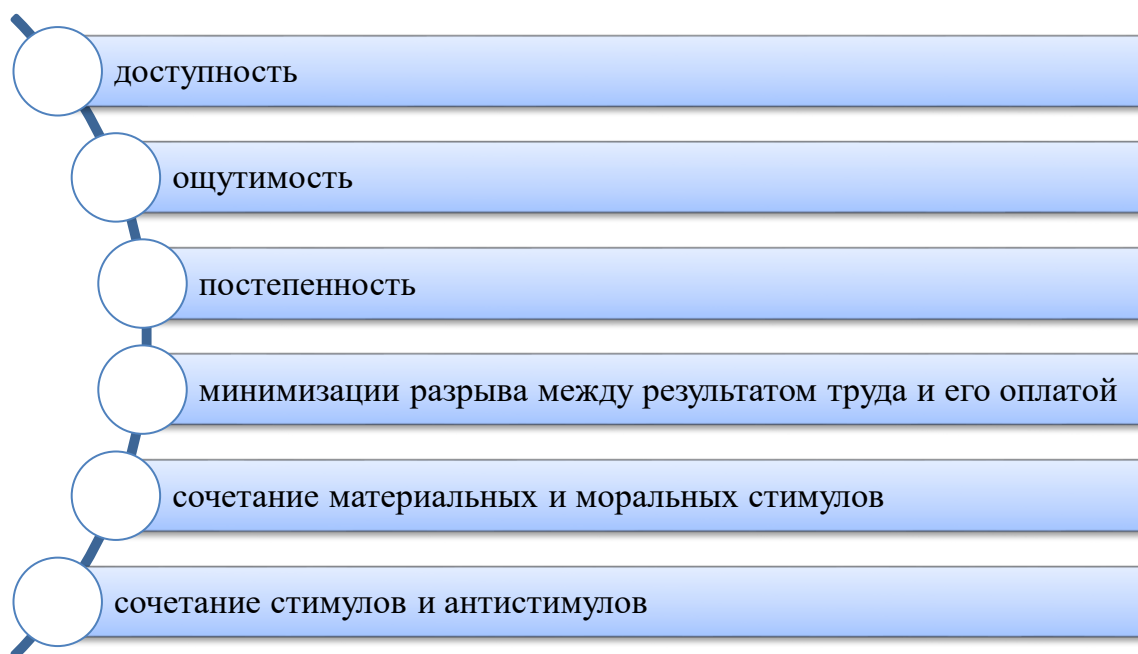 доступность
ощутимость
постепенность
минимизации разрыва между результатом труда и его оплатой
сочетание материальных и моральных стимулов
сочетание стимулов и антистимулов